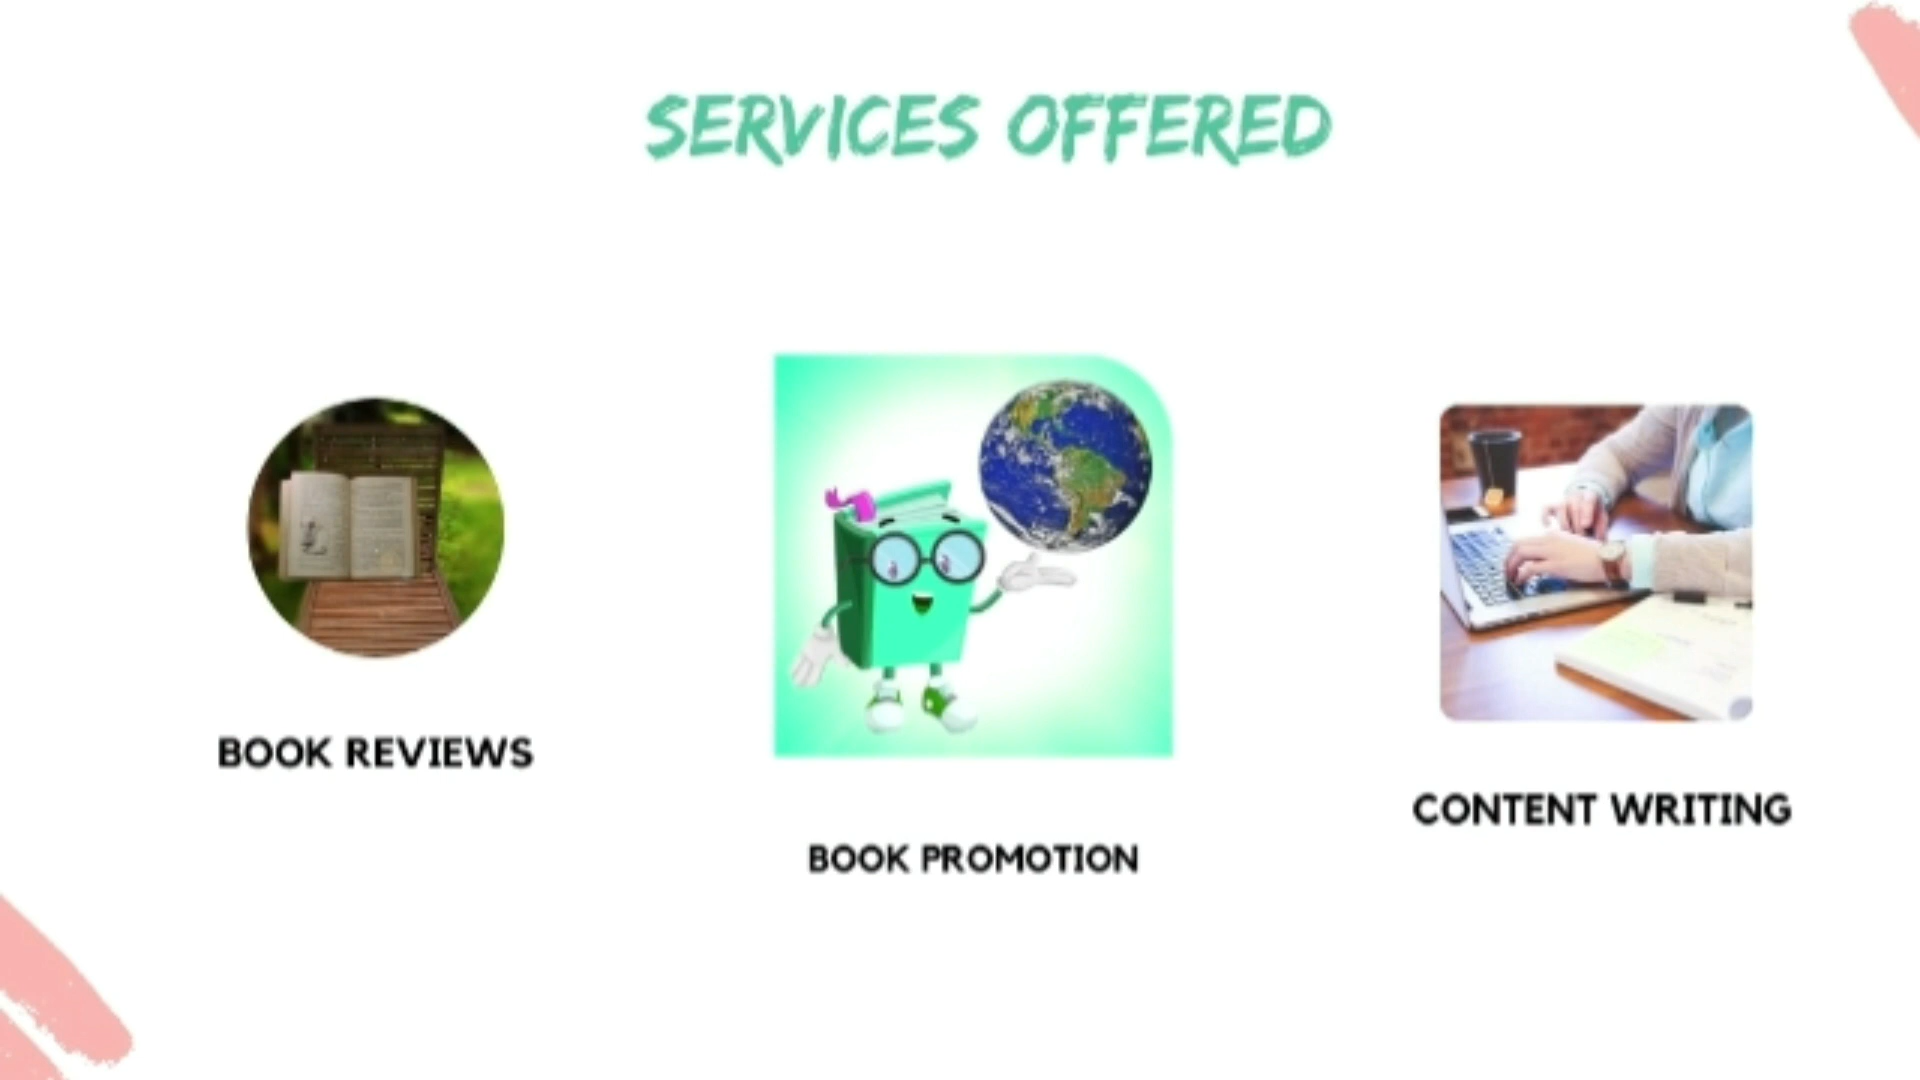 SERVICES OFFERED
BOOK REVIEWS
BOOK PROMOTION
CONTENT WRITING